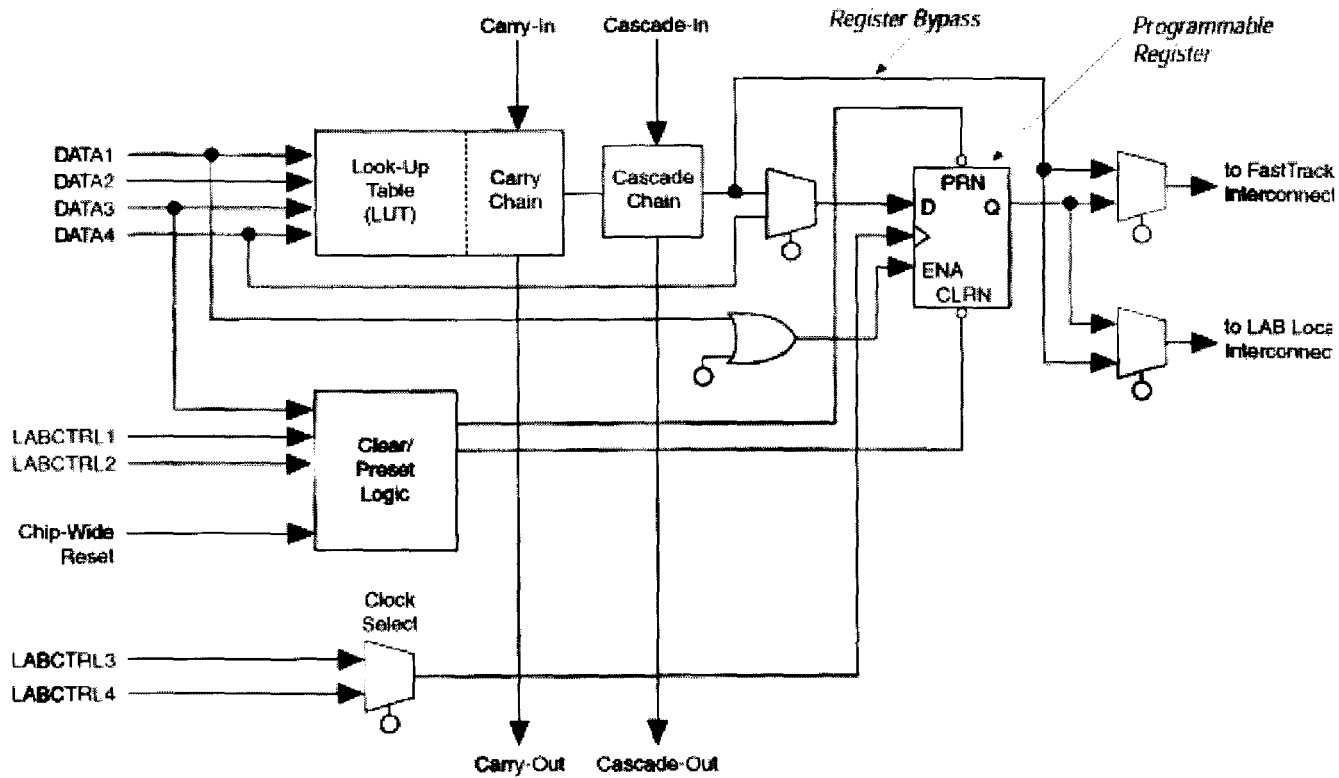 Carry-In
Cascade-In
Register Bypass
Programmable
Register
DATA1
DATA2
DATA3
DATA4
Look-Up
Table
(LUT)
Carry
Chain
Cascade
Chain
PRN
D
Q
ENA
CLRN
to FastTrack
Interconnect
to LAB Loca
Interconnec
LABCTRL1
LABCTRL2
Clear/
Preset
Logic
Chip-Wide
Reset
Clock
Select
LABCTRL3
LABCTRL4
Carry-Out
Cascade-Out